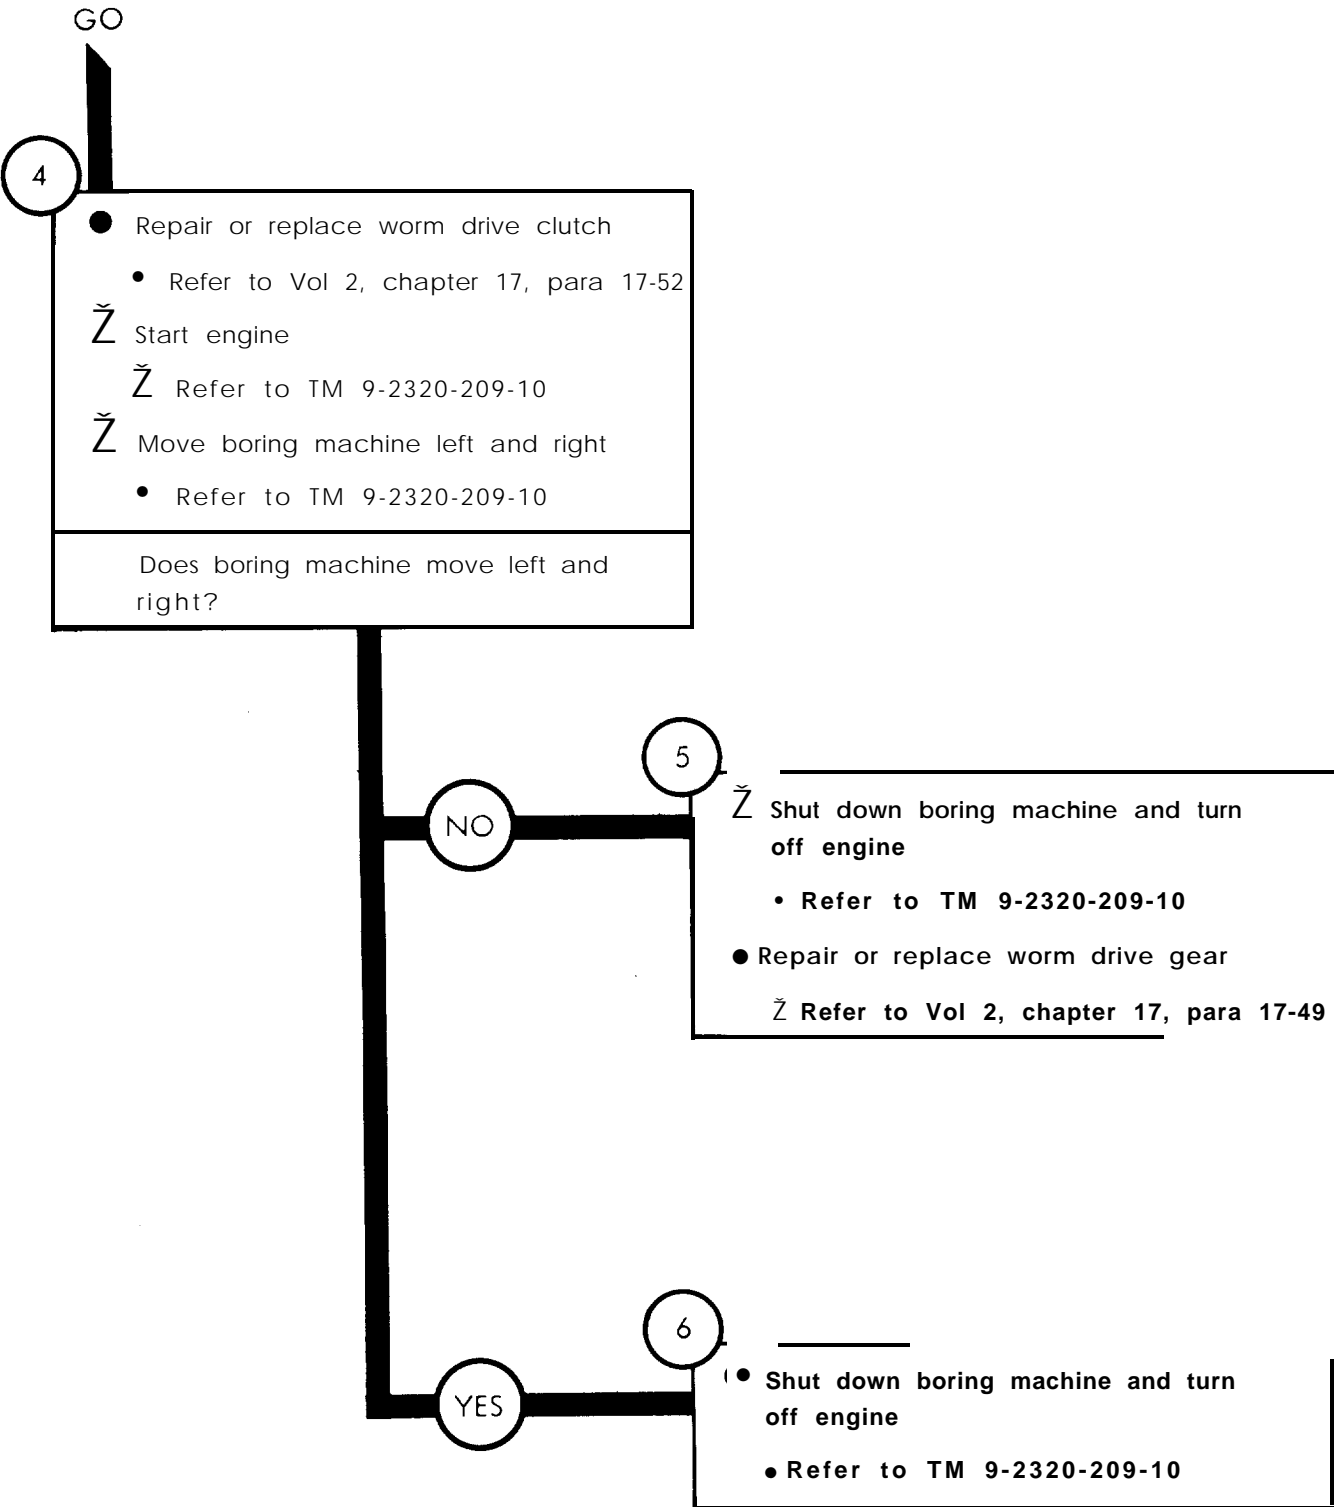 GO
4
● Repair or replace worm drive clutch
• Refer to Vol 2, chapter 17, para 17-52
Ž Start engine
Ž Refer to TM 9-2320-209-10
Ž Move boring machine left and right
• Refer to TM 9-2320-209-10
Does boring machine move left and
right?
5
NO
Ž Shut down boring machine and turn
off engine
• Refer to TM 9-2320-209-10
● Repair or replace worm drive gear
Ž Refer to Vol 2, chapter 17, para 17-49
6
YES
● Shut down boring machine and turn
off engine
● Refer to TM 9-2320-209-10